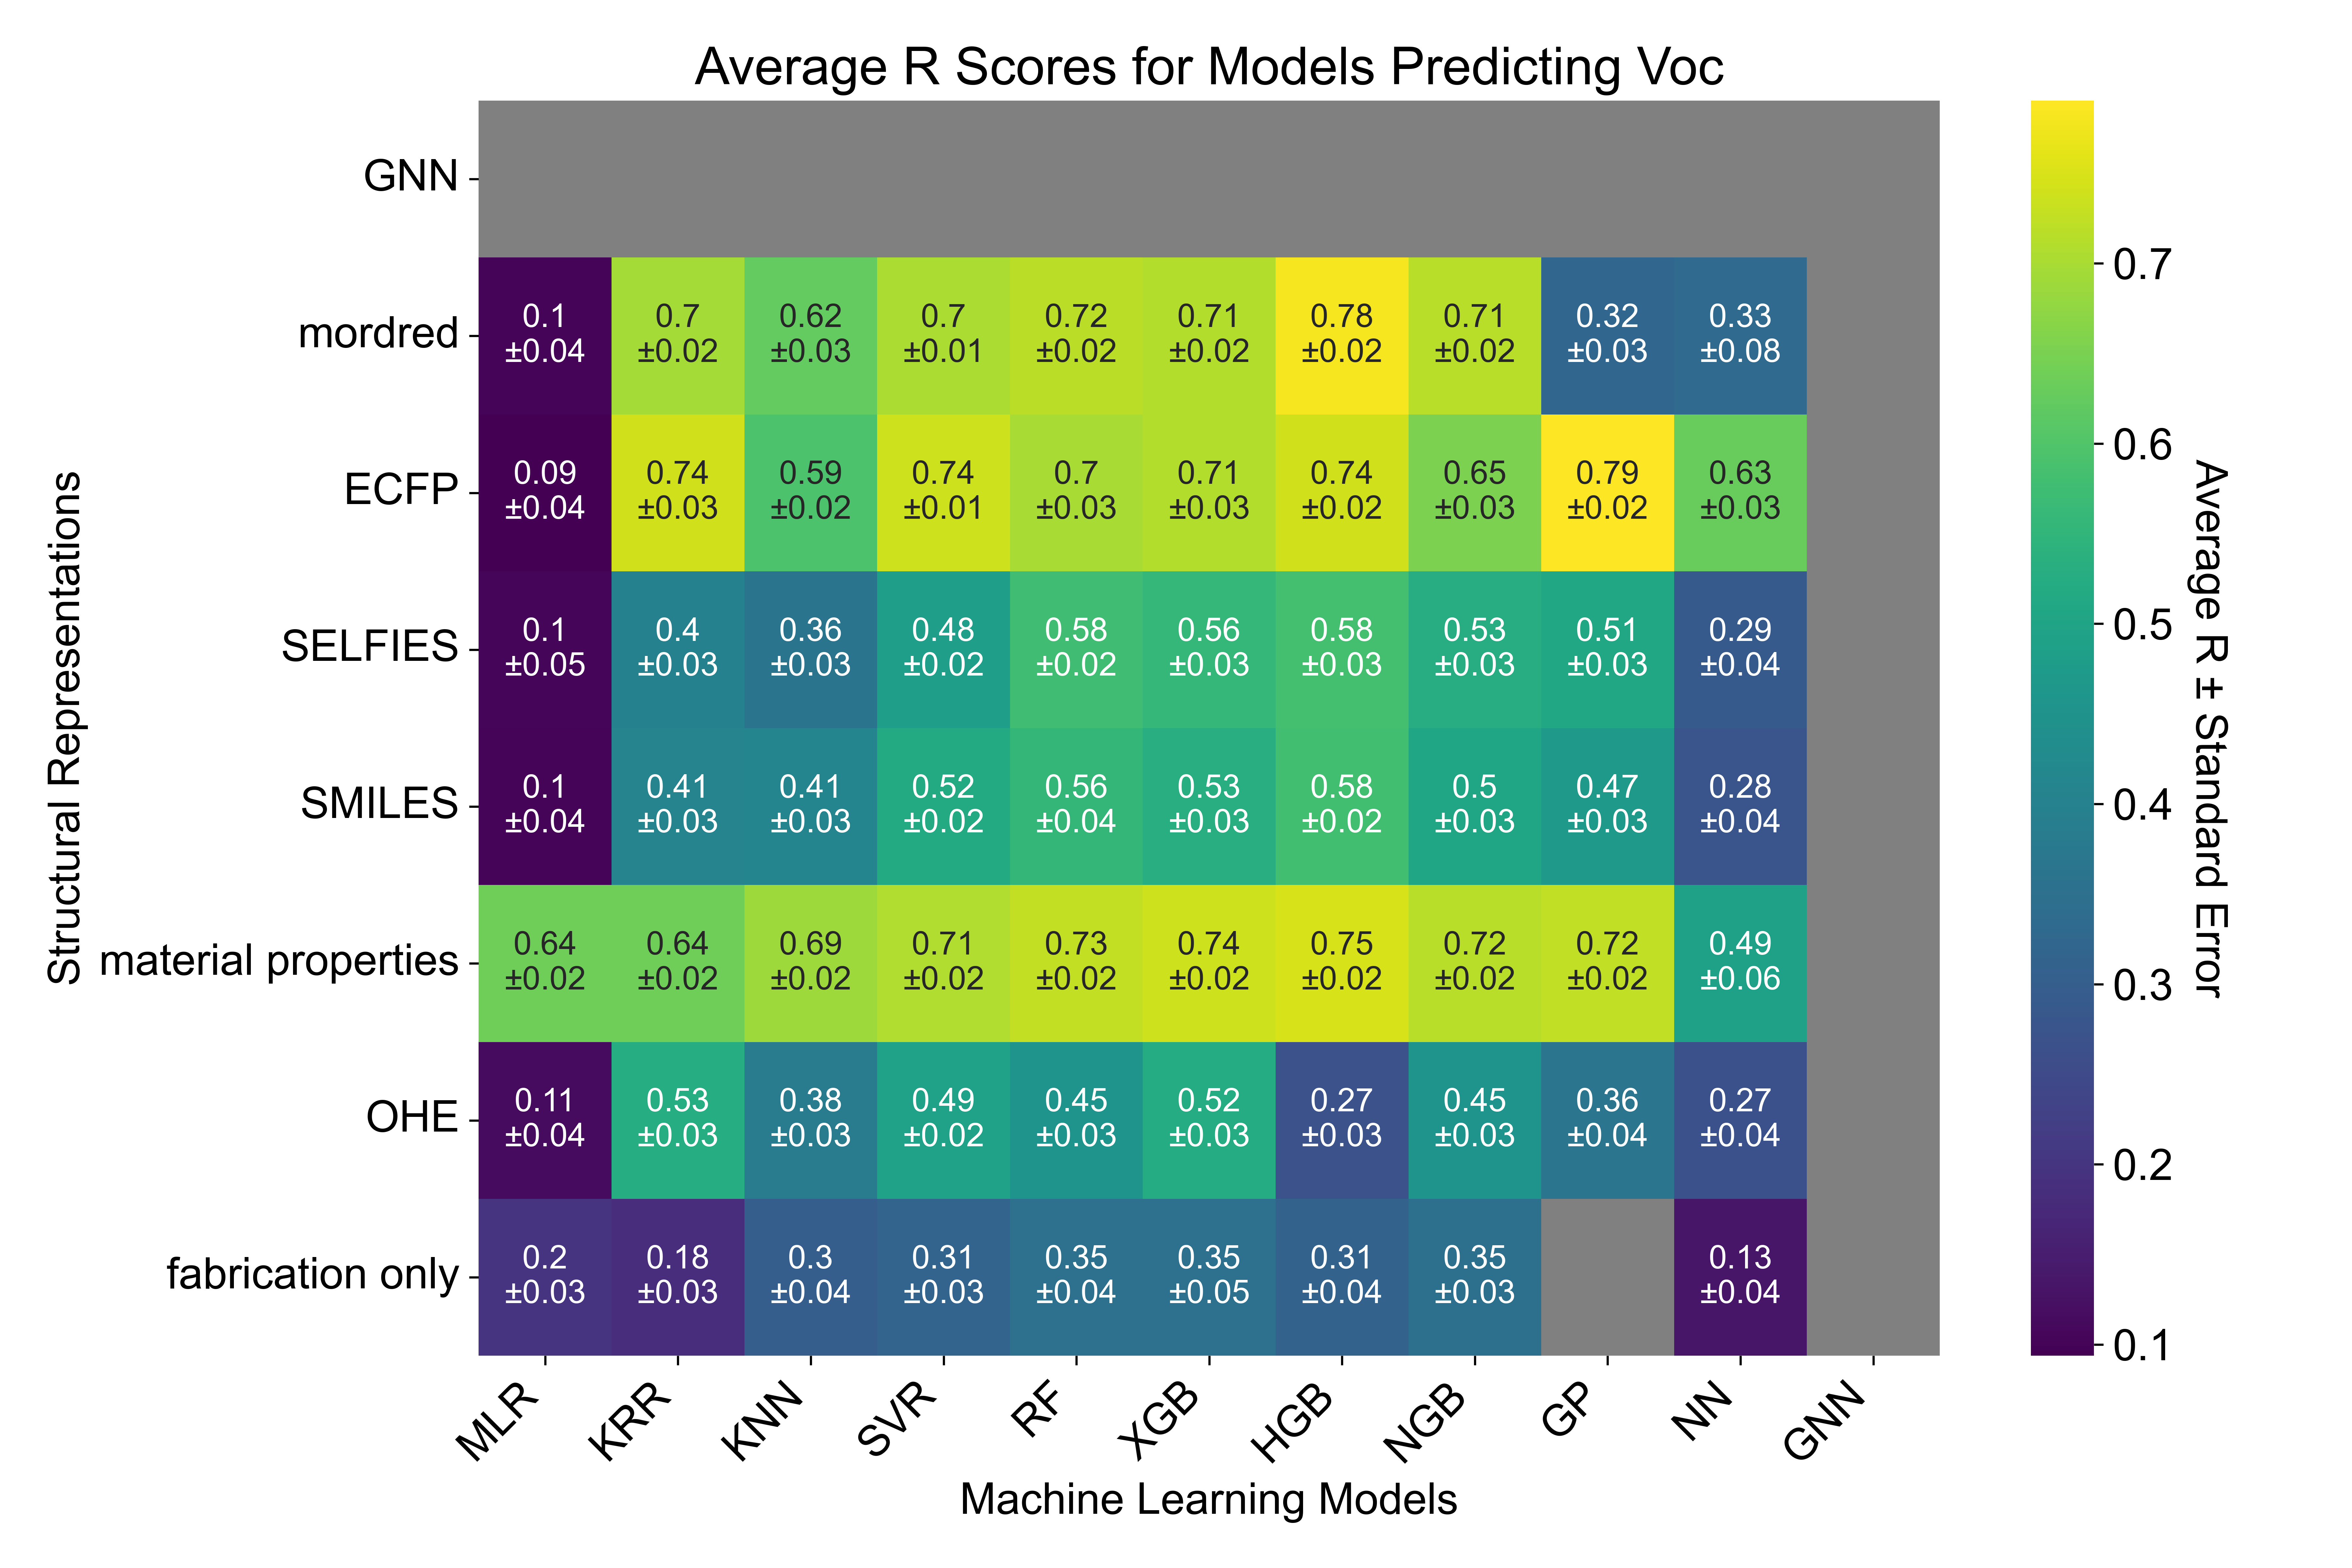 Average R Scores for Models Predicting Voc
Structural Representations
GNN
mordred
0.1 0.7 0.62 0.7 0.72 0.71 0.78 0.71 0.32 0.33
±0.04 ±0.02 ±0.03 ±0.01 ±0.02 ±0.02 ±0.02 ±0.02 ±0.03 ±0.08
ECFP
0.09 0.74 0.59 0.74 0.7 0.71 0.74 0.65 0.79 0.63
±0.04 ±0.03 ±0.02 ±0.01 ±0.03 ±0.03 ±0.02 ±0.03 ±0.02 ±0.03
SELFIES
0.1 0.4 0.36 0.48 0.58 0.56 0.58 0.53 0.51 0.29
±0.05 ±0.03 ±0.03 ±0.02 ±0.02 ±0.03 ±0.03 ±0.03 ±0.03 ±0.04
SMILES
0.1 0.41 0.41 0.52 0.56 0.53 0.58 0.5 0.47 0.28
±0.04 ±0.03 ±0.03 ±0.02 ±0.04 ±0.03 ±0.02 ±0.03 ±0.03 ±0.04
material properties
0.64 0.64 0.69 0.71 0.73 0.74 0.75 0.72 0.72 0.49
±0.02 ±0.02 ±0.02 ±0.02 ±0.02 ±0.02 ±0.02 ±0.02 ±0.02 ±0.06
OHE
0.11 0.53 0.38 0.49 0.45 0.52 0.27 0.45 0.36 0.27
±0.04 ±0.03 ±0.03 ±0.02 ±0.03 ±0.03 ±0.03 ±0.03 ±0.04 ±0.04
fabrication only
0.2 0.18 0.3 0.31 0.35 0.35 0.31 0.35 0.13
±0.03 ±0.03 ±0.04 ±0.03 ±0.04 ±0.05 ±0.04 ±0.03 ±0.04
MLR KRR KNN SVR RF XGB HGB NGB GP NN GNN
Machine Learning Models
0.7
0.6
0.5
0.4
0.3
0.2
0.1
Average R ± Standard Error